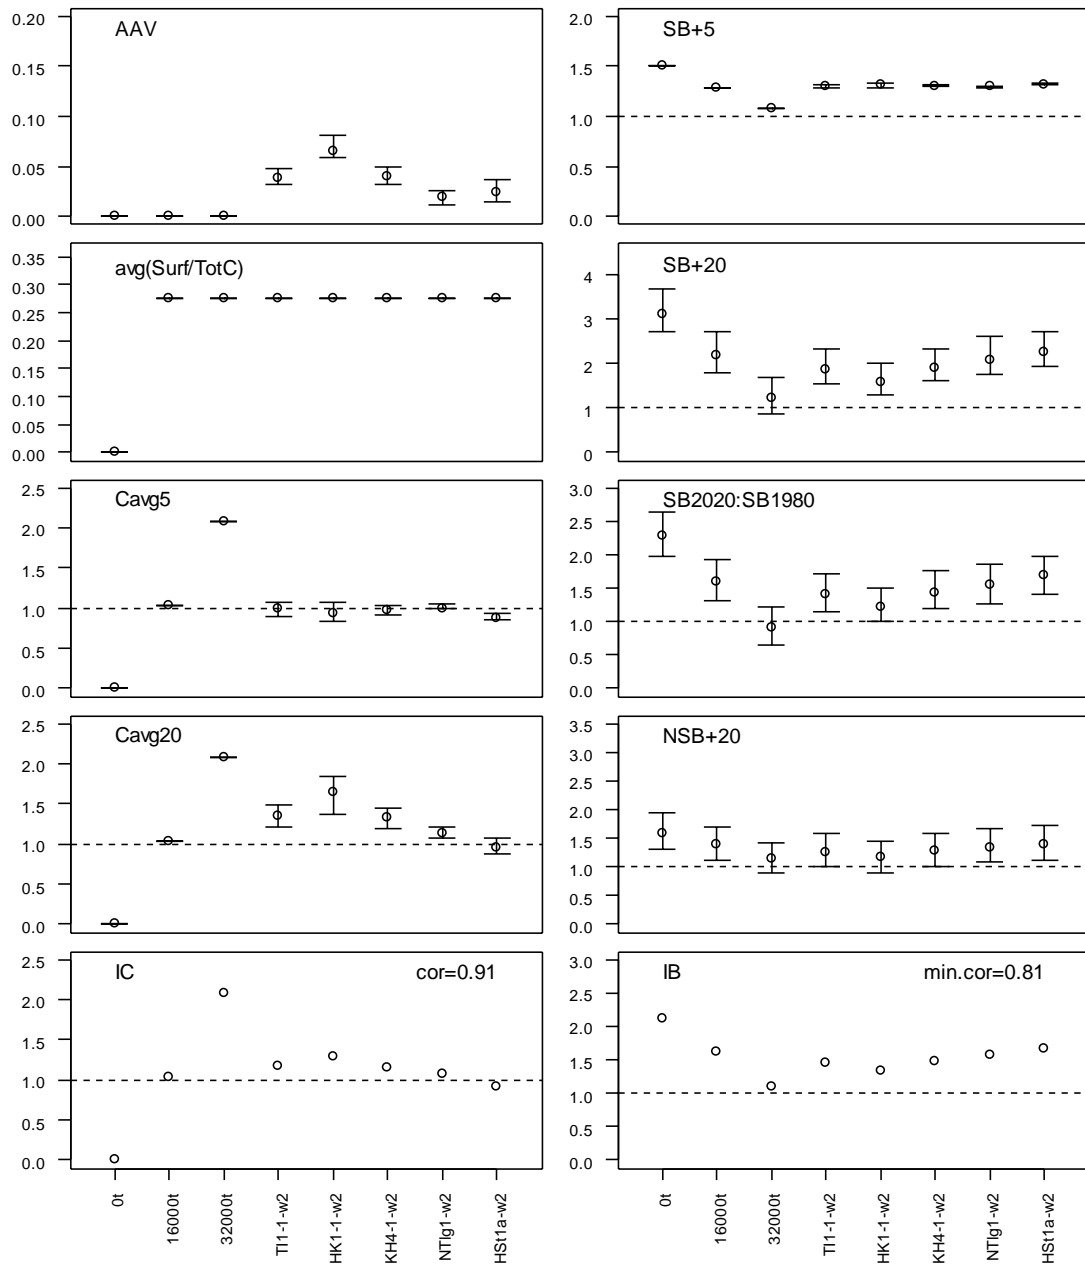 AAV
0.20
0.15
0.10
0.05
0.00
SB+5
2.0
1.5
1.0
0.5
0.0
avg(Surf/TotC)
0.35
0.30
0.25
0.20
0.15
0.10
0.05
0.00
SB+20
4
3
2
1
0
Cavg5
2.5
2.0
1.5
1.0
0.5
0.0
SB2020:SB1980
3.0
2.5
2.0
1.5
1.0
0.5
0.0
Cavg20
2.5
2.0
1.5
1.0
0.5
0.0
NSB+20
3.5
3.0
2.5
2.0
1.5
1.0
0.5
0.0
IC cor=0.91
2.5
2.0
1.5
1.0
0.5
0.0
0t
16000t
32000t
TI1-1-w2
HK1-1-w2
KH4-1-w2
NTlg1-w2
HSt1a-w2
IB min.cor=0.81
3.0
2.5
2.0
1.5
1.0
0.5
0.0
0t
16000t
32000t
TI1-1-w2
HK1-1-w2
KH4-1-w2
NTlg1-w2
HSt1a-w2